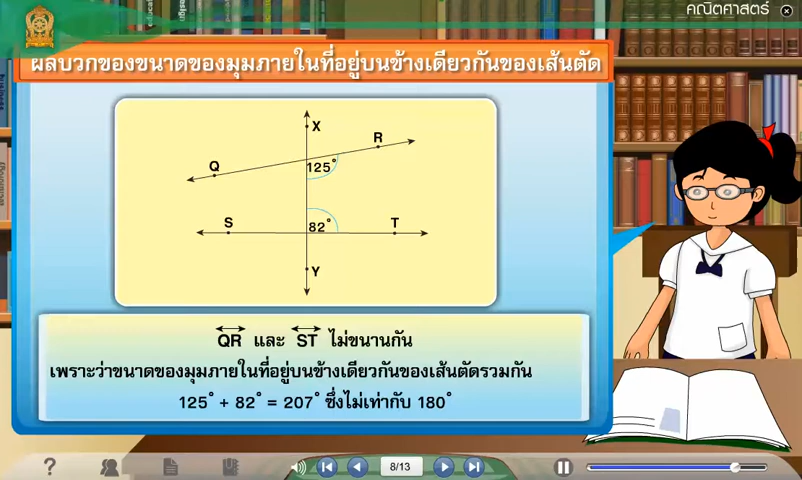 คณิตศาสตร์
ผลบวกของขนาดของมุมภายในที่อยู่บนข้างเดียวกันของเส้นตัด
X
R
Q
125°
S
82°
T
Y
QR และ ST ไม่ขนานกัน
เพราะว่าขนาดของมุมภายในที่อยู่บนข้างเดียวกันของเส้นตัดรวมกัน
125° + 82° = 207° ซึ่งไม่เท่ากับ 180°
?
8/13